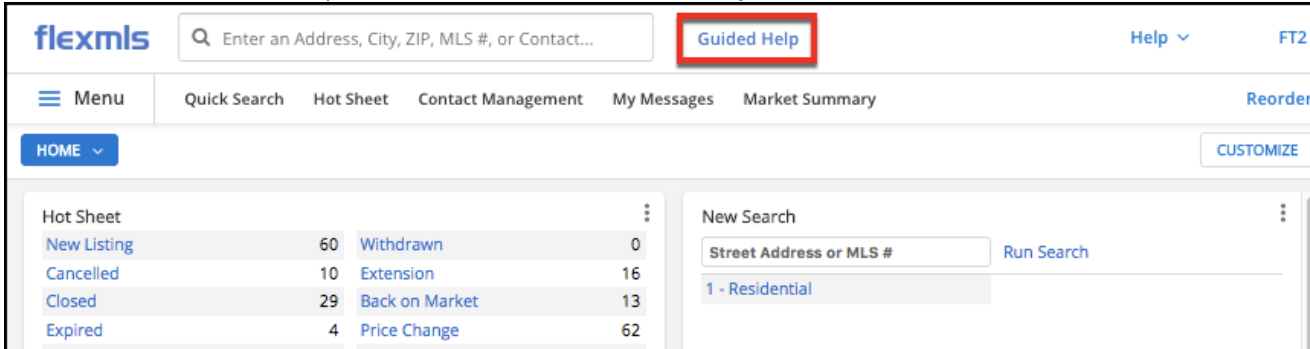 flexmls Enter an Address, City, ZIP, MLS #, or Contact... Guided Help Help FT2
Menu Quick Search Hot Sheet Contact Management My Messages Market Summary Reorder
HOME CUSTOMIZE
Hot Sheet
New Listing 60 Withdrawn 0
Cancelled 10 Extension 16
Closed 29 Back on Market 13
Expired 4 Price Change 62
New Search
Street Address or MLS # Run Search
1 - Residential